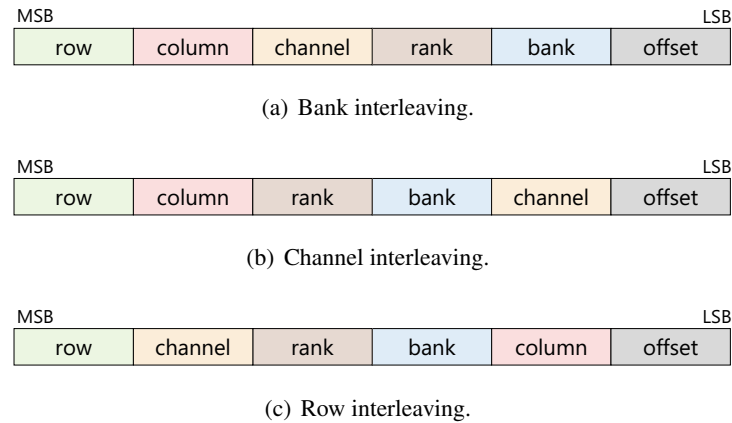 MSB LSB
row column channel rank bank offset
(a) Bank interleaving.
MSB LSB
row column rank bank channel offset
(b) Channel interleaving.
MSB LSB
row channel rank bank column offset
(c) Row interleaving.